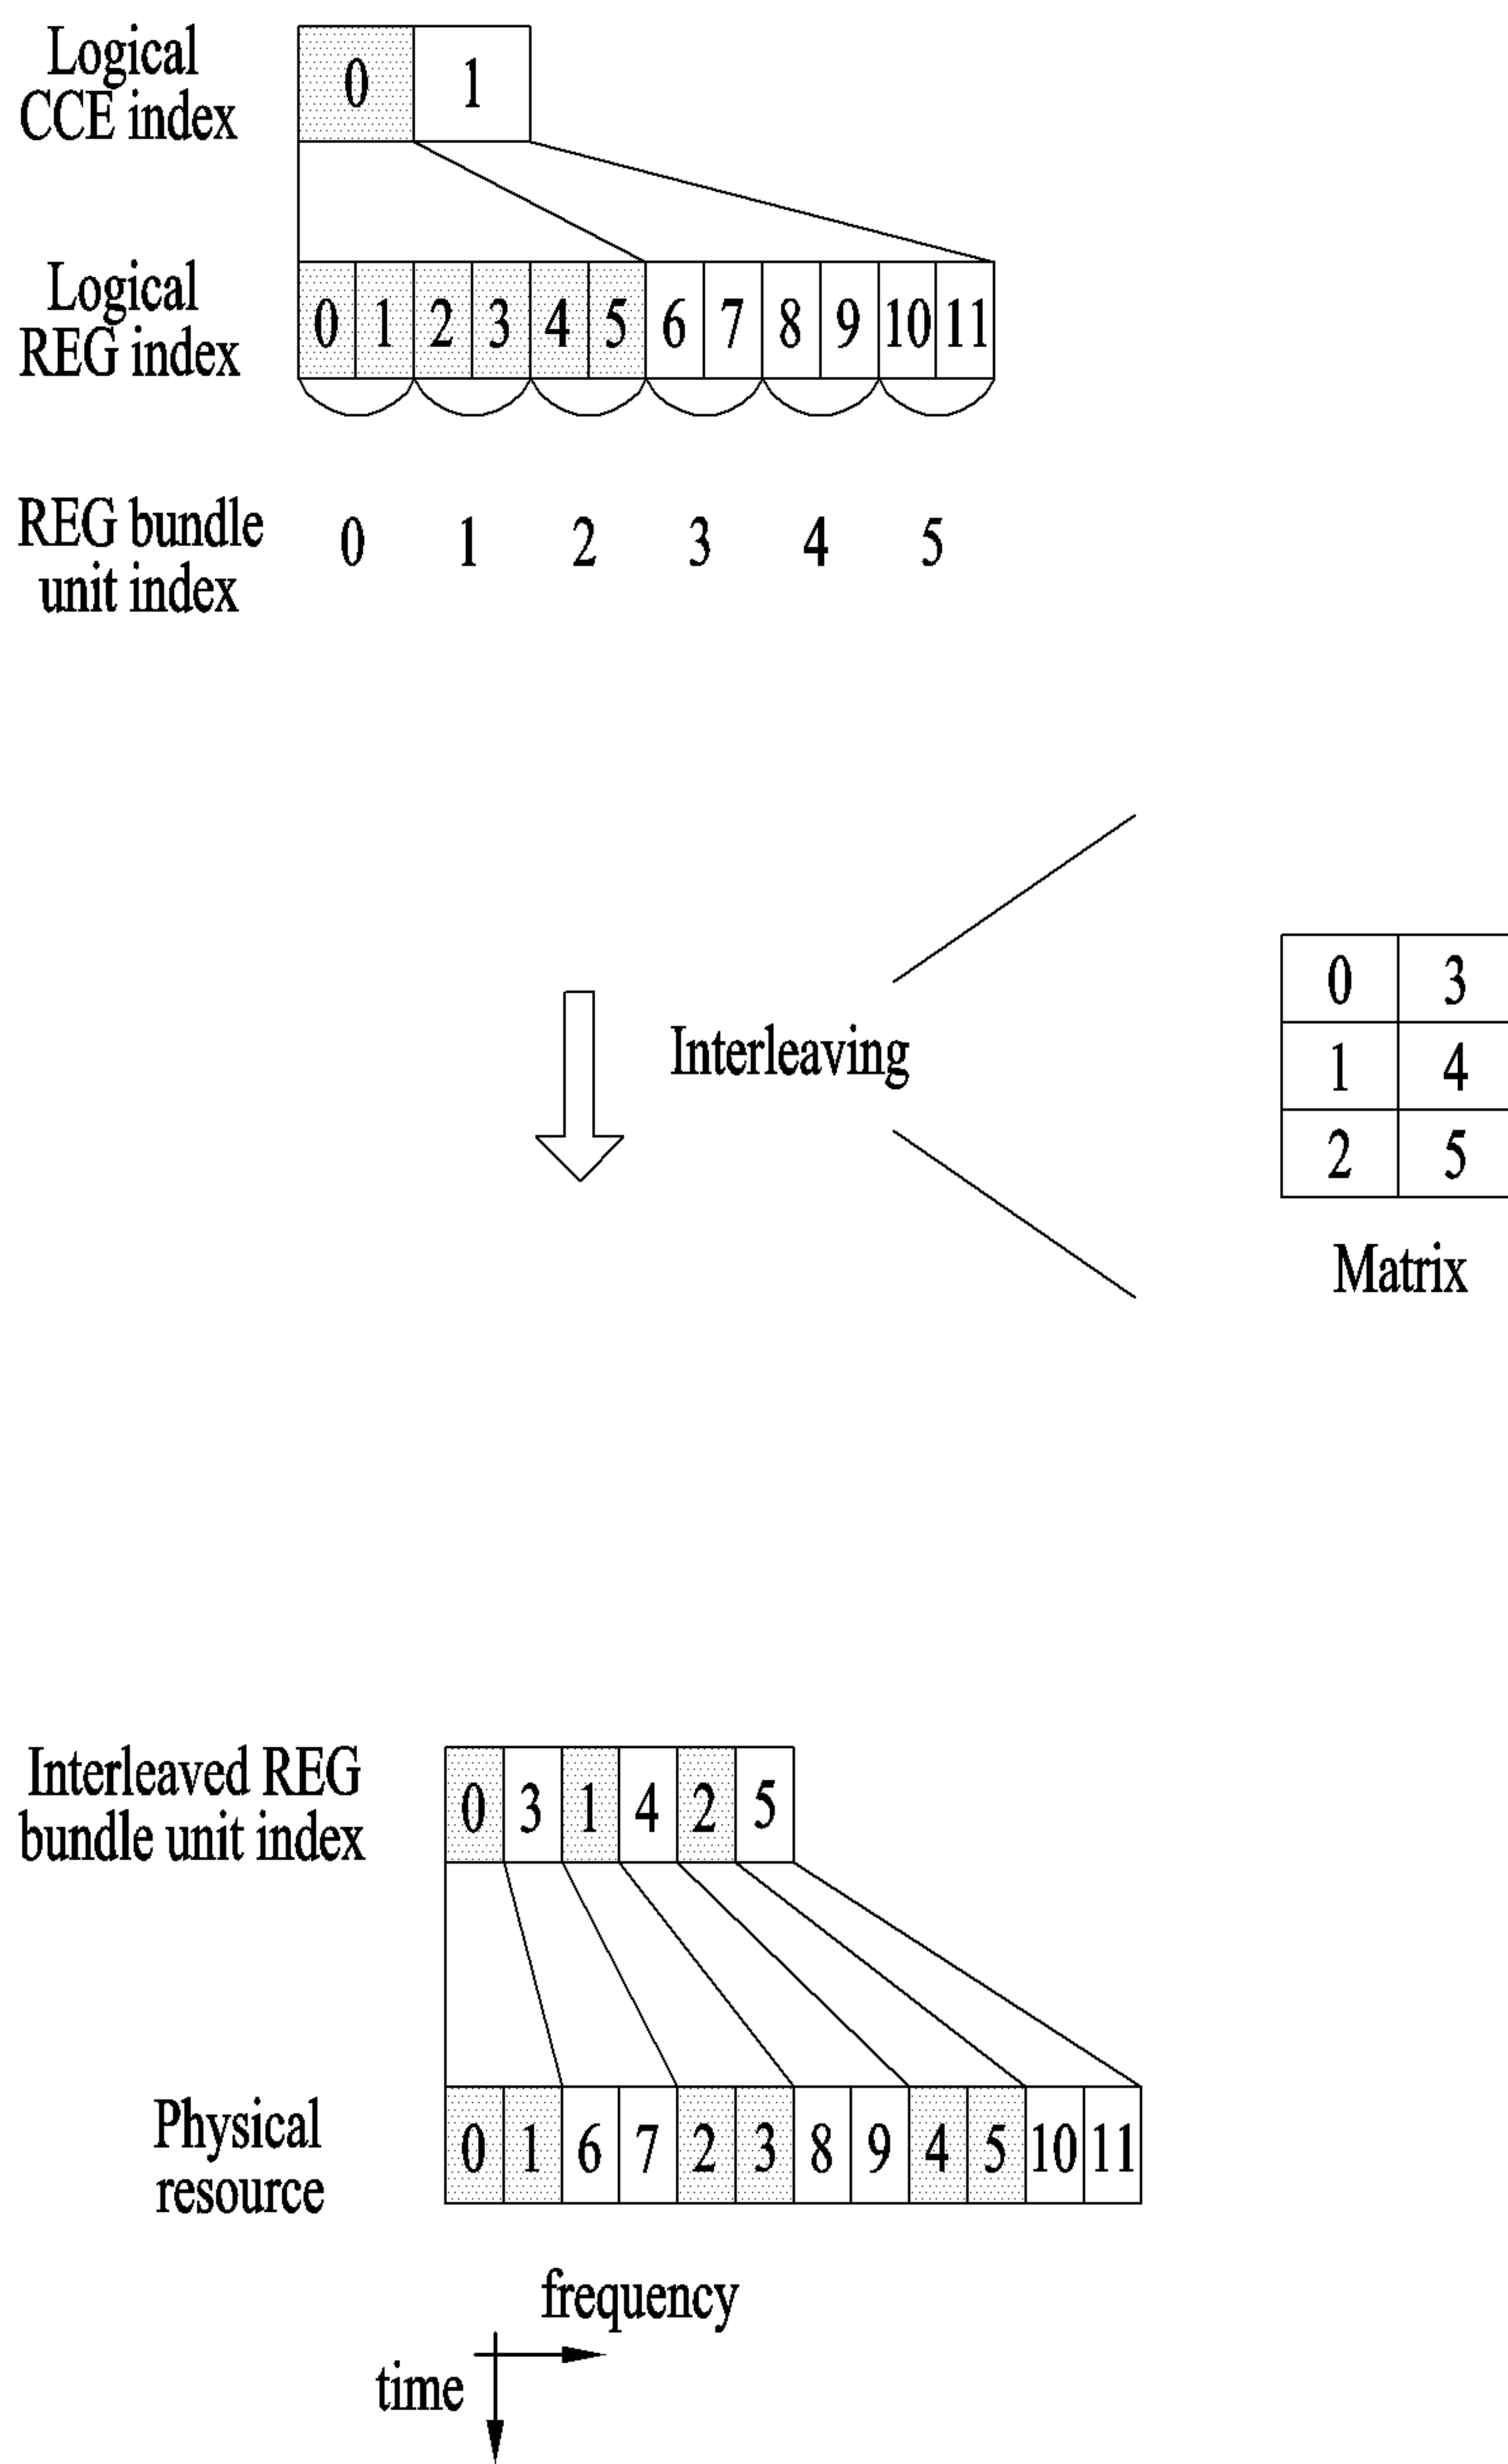 Logical
CCE index
0 1
Logical
REG index
0 1 2 3 4 5 6 7 8 9 10 11
REG bundle
unit index
0 1 2 3 4 5
Interleaving
0 3
1 4
2 5
Matrix
Interleaved REG
bundle unit index
0 3 1 4 2 5
Physical
resource
0 1 6 7 2 3 8 9 4 5 10 11
frequency
time